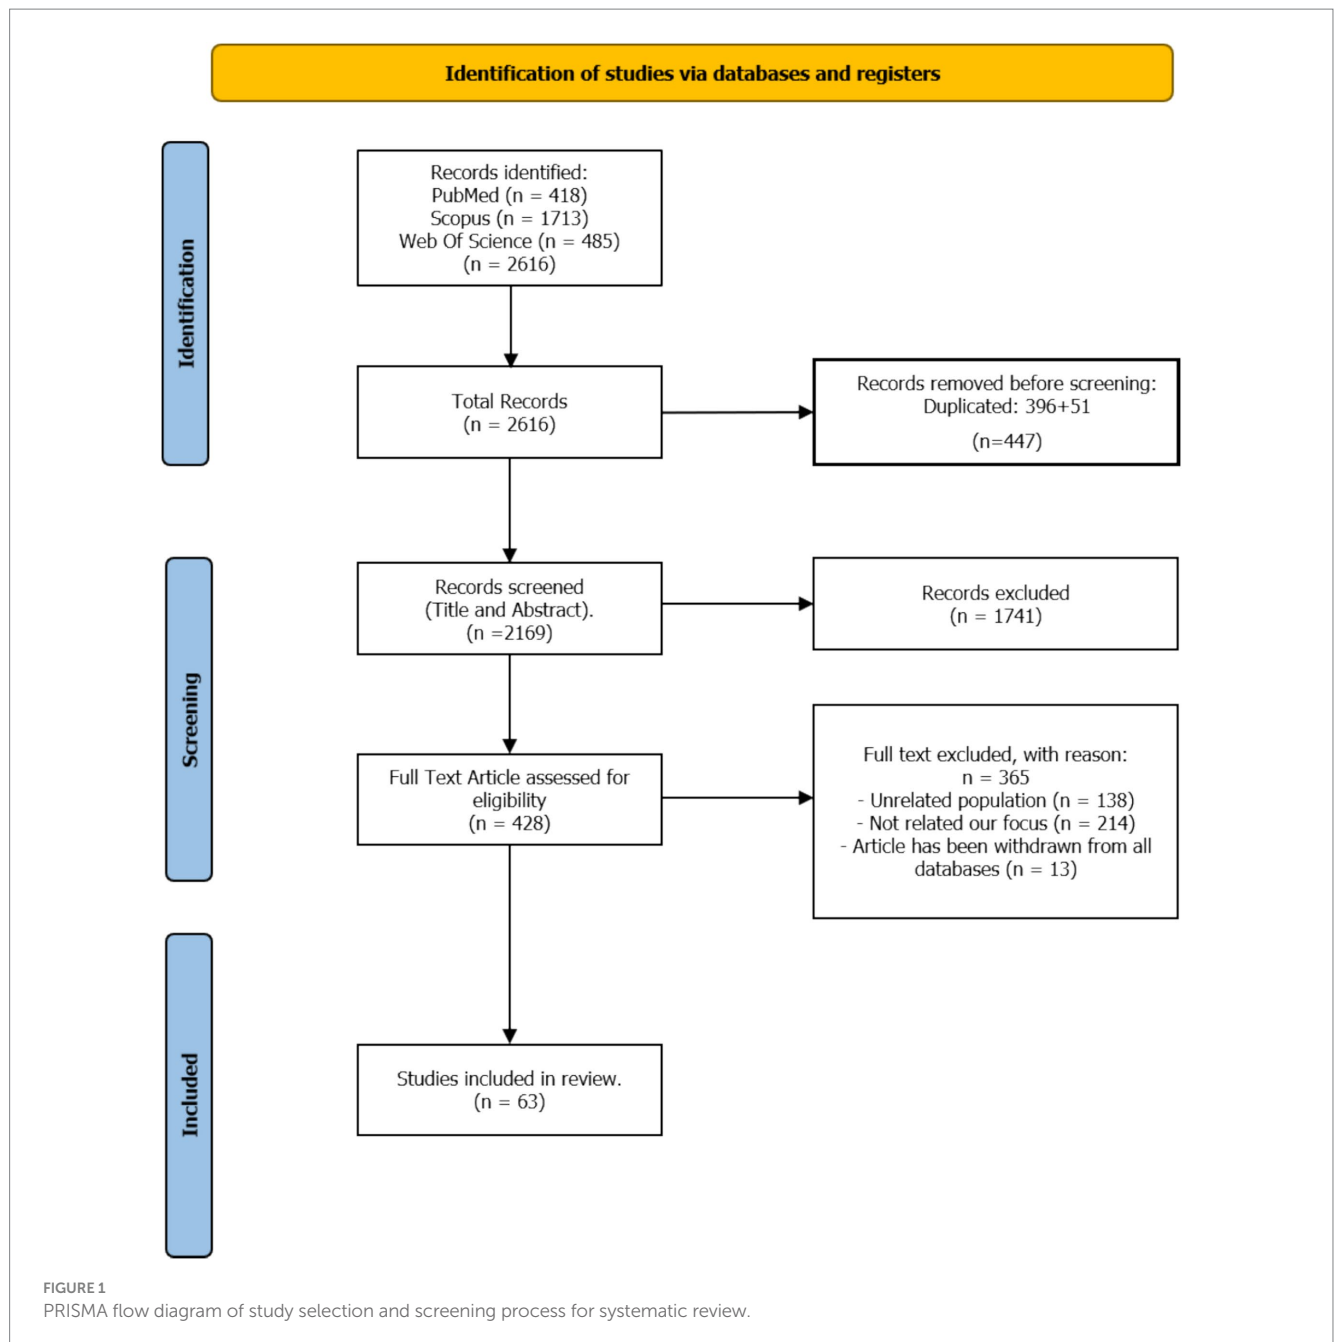 Identification of studies via databases and registers
Identification
Records identified:
PubMed (n = 418)
Scopus (n = 1713)
Web Of Science (n = 485)
(n = 2616)
Total Records
(n = 2616)
Records removed before screening:
Duplicated: 396+51
(n=447)
Screening
Records screened
(Title and Abstract).
(n =2169)
Records excluded
(n = 1741)
Full Text Article assessed for
eligibility
(n = 428)
Full text excluded, with reason:
n = 365
- Unrelated population (n = 138)
- Not related our focus (n = 214)
- Article has been withdrawn from all
databases (n = 13)
Included
Studies included in review.
(n = 63)
FIGURE 1
PRISMA flow diagram of study selection and screening process for systematic review.